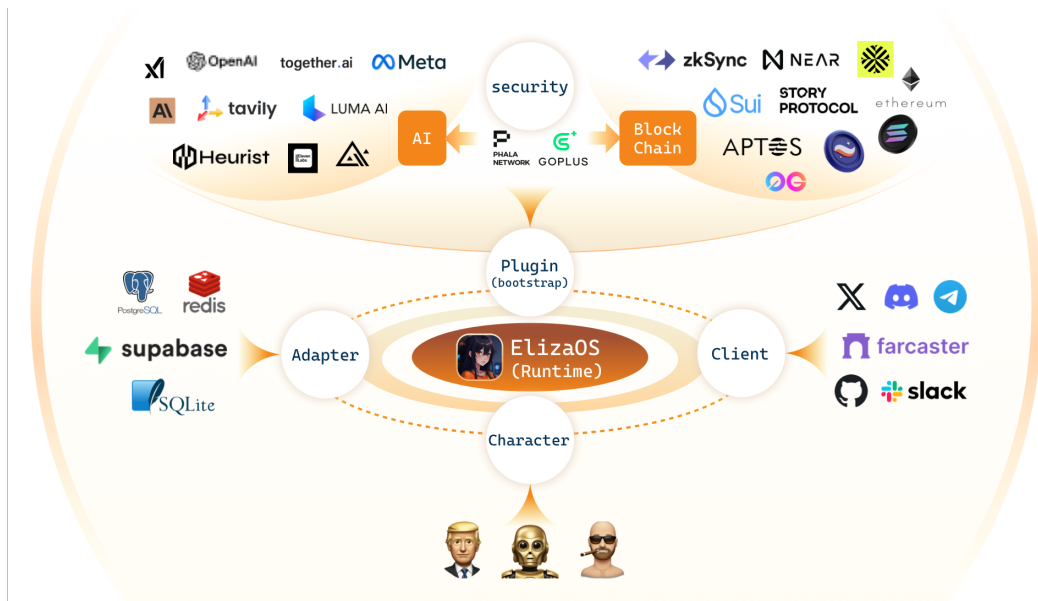 OpenAI
together.ai
Meta
security
zkSync
NEAR
tavily
LUMA AI
Sui
STORY
PROTOCOL
ethereum
AI
PHALA
NETWORK
GOPLUS
Block
Chain
Heurist
APTOS
Plugin
(bootstrap)
PostgreSQL
redis
supabase
SQLite
Adapter
ElizaOS
(Runtime)
Client
farcaster
slack
Character